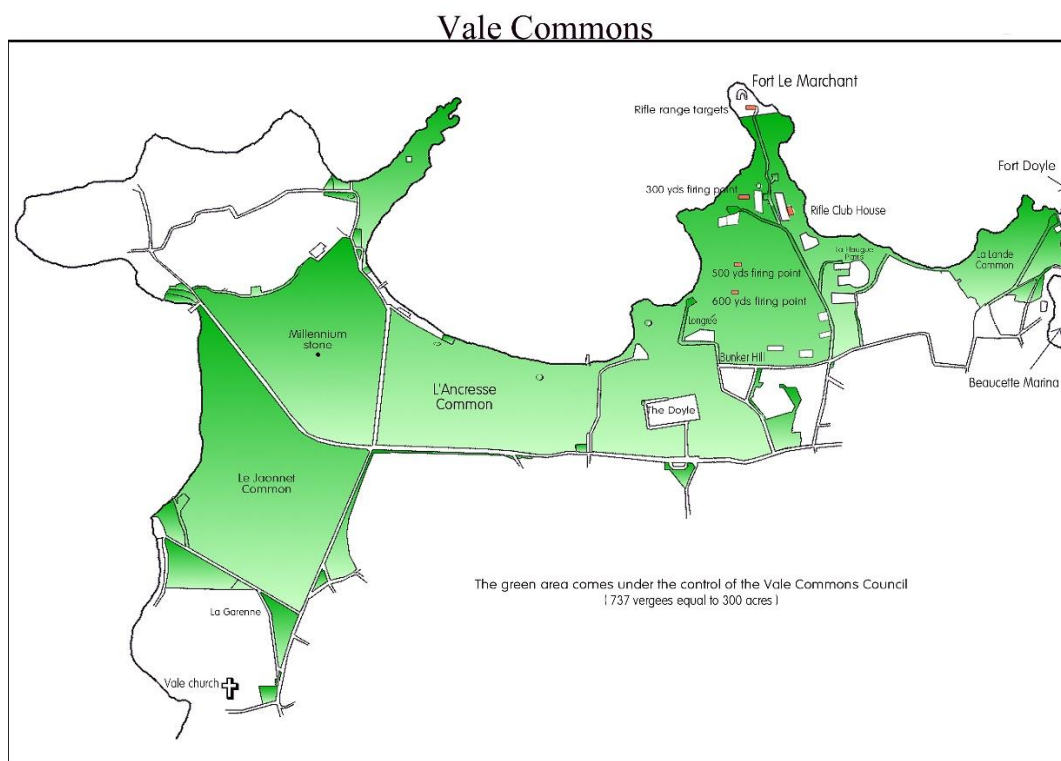 Vale Commons
Fort Le Marchant
Rifle range targets
Fort Doyle
300 yds firing point
Rifle Club House
La Haugue
Patris
La Lande
Common
500 yds firing point
600 yds firing point
Longree
Millennium
stone
Bunker Hill
Beaucette Marina
L'Ancresse
Common
The Doyle
Le Jaonnet
Common
The green area comes under the control of the Vale Commons Council
( 737 vergees equal to 300 acres )
La Garenne
Vale church